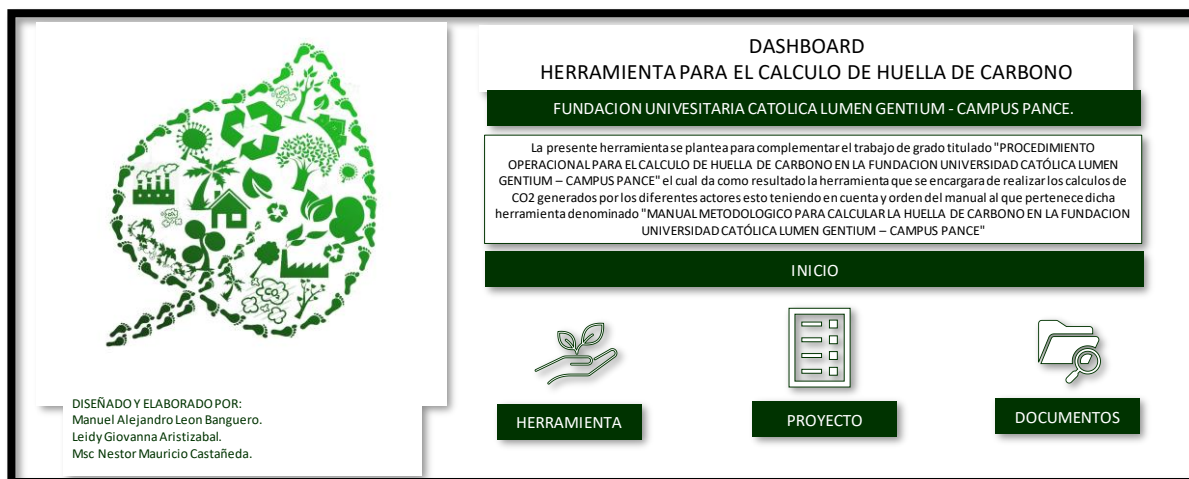 DASHBOARD
HERRAMIENTA PARA EL CALCULO DE HUELLA DE CARBONO
FUNDACION UNIVESITARIA CATOLICA LUMEN GENTIUM - CAMPUS PANCE.
La presente herramienta se plantea para complementar el trabajo de grado titulado "PROCEDIMIENTO
OPERACIONAL PARA EL CALCULO DE HUELLA DE CARBONO EN LA FUNDACION UNIVERSIDAD CATÓLICA LUMEN
GENTIUM – CAMPUS PANCE" el cual da como resultado la herramienta que se encargara de realizar los calculos de
CO2 generados por los diferentes actores esto teniendo en cuenta y orden del manual al que pertenece dicha
herramienta denominado "MANUAL METODOLOGICO PARA CALCULAR LA HUELLA DE CARBONO EN LA FUNDACION
UNIVERSIDAD CATÓLICA LUMEN GENTIUM – CAMPUS PANCE"
INICIO
HERRAMIENTA
PROYECTO
DOCUMENTOS
CO2
DISEÑADO Y ELABORADO POR:
Manuel Alejandro Leon Banguero.
Leidy Giovanna Aristizabal.
Msc Nestor Mauricio Castañeda.